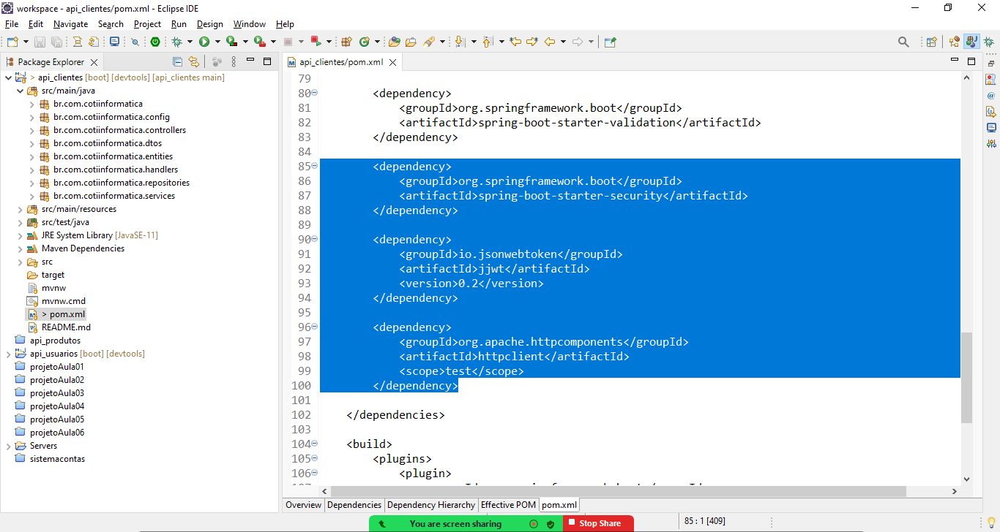 workspace - api_clientes/pom.xml - Eclipse IDE
File Edit Navigate Search Project Run Design Window Help
Package Explorer
api_clientes/pom.xml
> api_clientes [boot] [devtools] [api_clientes main]
src/main/java
br.com.cotiinformatica
br.com.cotiinformatica.config
br.com.cotiinformatica.controllers
br.com.cotiinformatica.dtos
br.com.cotiinformatica.entities
br.com.cotiinformatica.handlers
br.com.cotiinformatica.repositories
br.com.cotiinformatica.services
src/main/resources
src/test/java
JRE System Library [JavaSE-11]
Maven Dependencies
src
target
mvnw
mvnw.cmd
> pom.xml
README.md
api_produtos
api_usuarios [boot] [devtools]
projetoAula01
projetoAula02
projetoAula03
projetoAula04
projetoAula05
projetoAula06
Servers
sistemacontas
79
80 <dependency>
81 <groupId>org.springframework.boot</groupId>
82 <artifactId>spring-boot-starter-validation</artifactId>
83 </dependency>
84
85 <dependency>
86 <groupId>org.springframework.boot</groupId>
87 <artifactId>spring-boot-starter-security</artifactId>
88 </dependency>
89
90 <dependency>
91 <groupId>io.jsonwebtoken</groupId>
92 <artifactId>jjwt</artifactId>
93 <version>0.2</version>
94 </dependency>
95
96 <dependency>
97 <groupId>org.apache.httpcomponents</groupId>
98 <artifactId>httpclient</artifactId>
99 <scope>test</scope>
100 </dependency>
101
102 </dependencies>
103
104 <build>
105 <plugins>
106 <plugin>
Overview Dependencies Dependency Hierarchy Effective POM pom.xml
You are screen sharing Stop Share
85 : 1 [409]